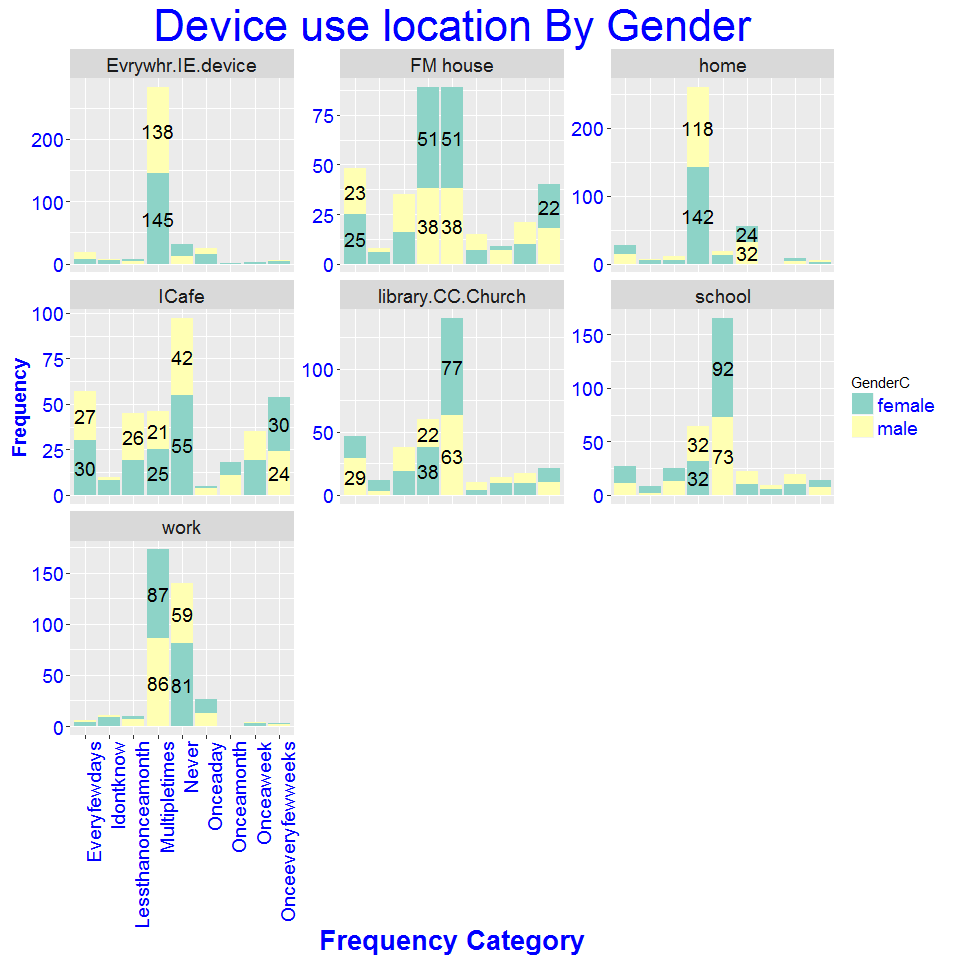 Device use location By Gender
Evrywhr.IE.device
FM house
home
200
100
0
138
145
75
50
25
0
23
25
51
38
51
38
22
200
100
0
118
142
24
32
ICafe
library.CC.Church
school
100
75
50
25
0
27
30
26
21
25
42
55
30
24
100
50
0
29
22
38
77
63
150
100
50
0
32
32
92
73
work
150
100
50
0
87
86
59
81
Everyfewdays
Idontknow
Lessthanonceamonth
Multipletimes
Never
Onceaday
Onceamonth
Onceaweek
Onceeveryfewweeks
Frequency
Frequency Category
GenderC
female
male